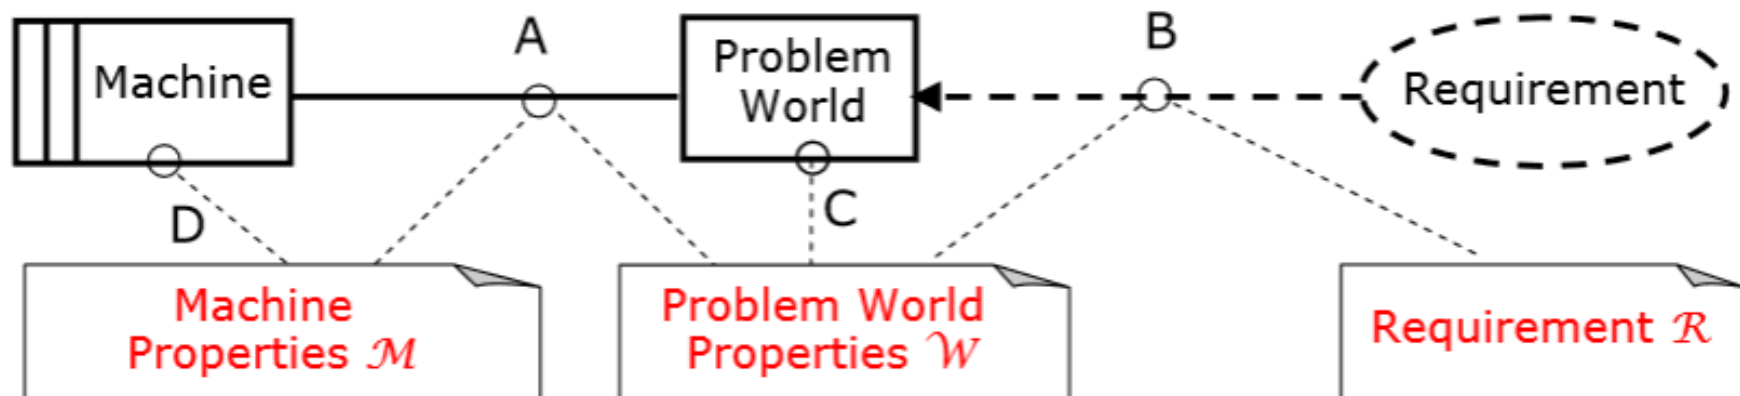 A
B
Machine
Problem
World
Requirement
D
C
Machine
Properties ℳ
Problem World
Properties 𝒲
Requirement ℛ